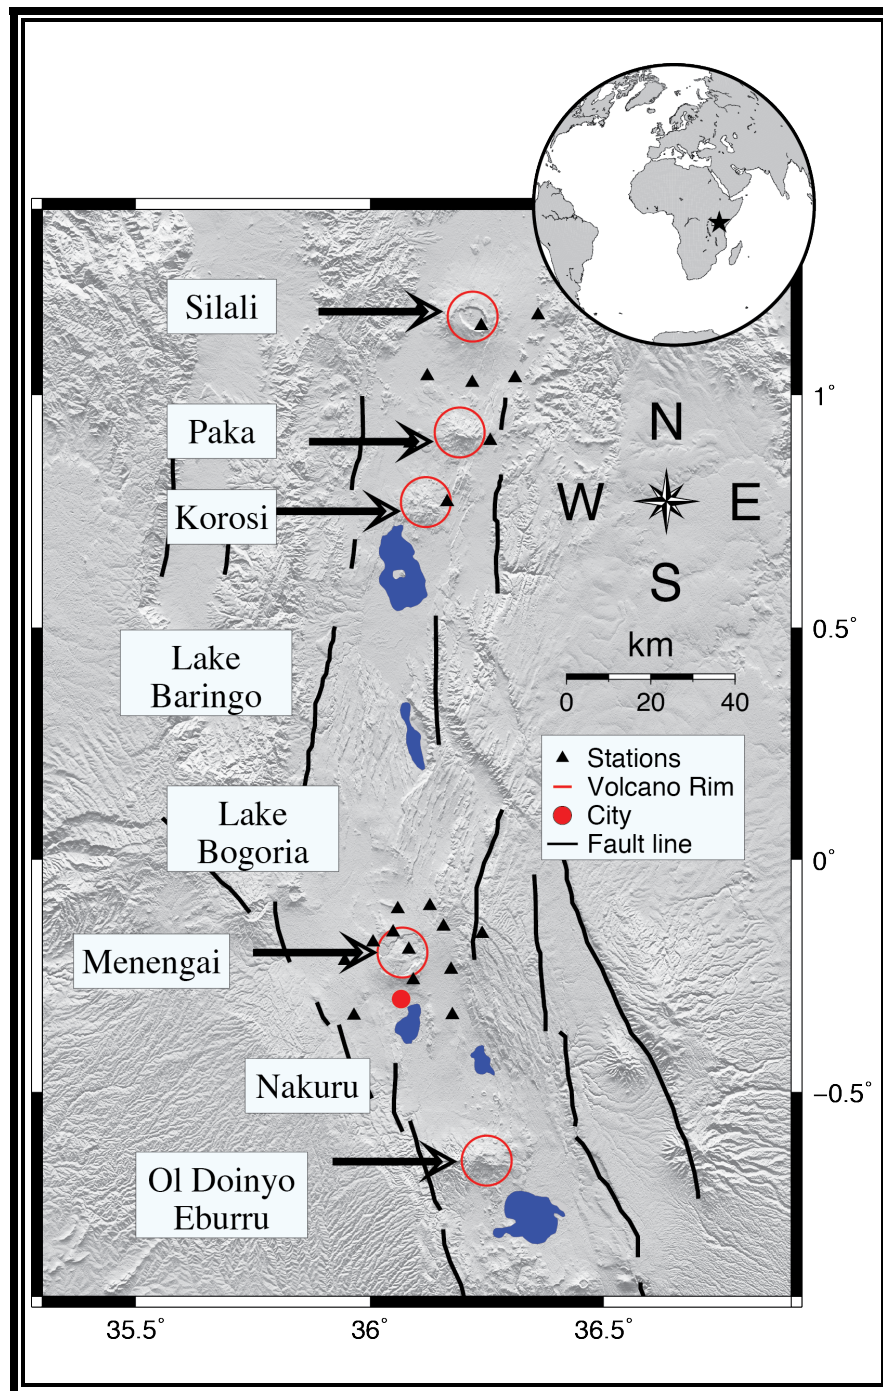 Silali
1°
Paka
N
W
E
Korosi
S
km
0.5°
Lake
Baringo
0
20
40
Stations
Volcano Rim
City
Fault line
Lake
Bogoria
0°
Menengai
Nakuru
−0.5°
Ol Doinyo
Eburru
35.5°
36°
36.5°